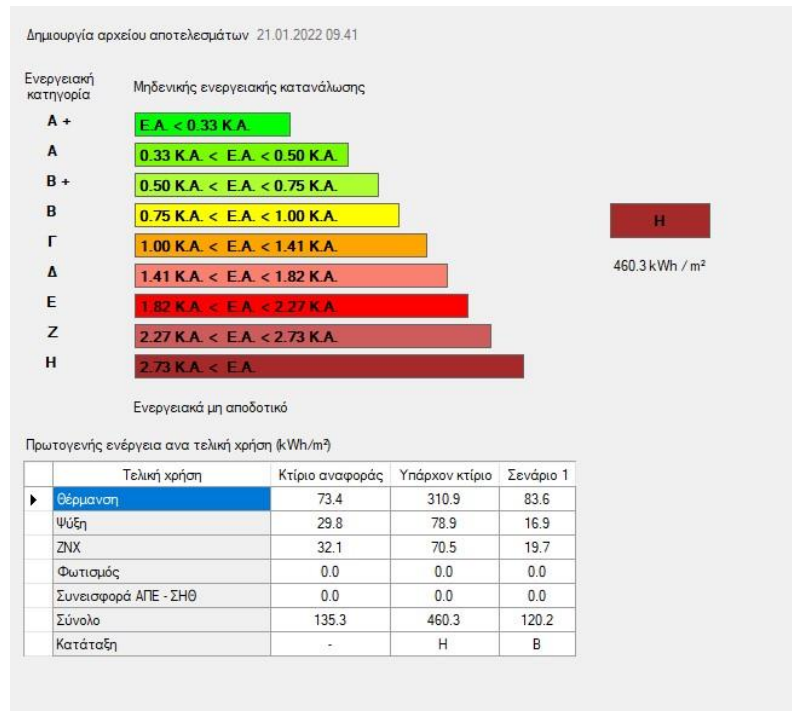 Δημιουργία αρχείου αποτελεσμάτων 21.01.2022 09.41
Ενεργειακή κατηγορία
Μηδενικής ενεργειακής κατανάλωσης
Α + Ε.Α. < 0.33 Κ.Α.
Α 0.33 Κ.Α. < Ε.Α. < 0.50 Κ.Α.
Β + 0.50 Κ.Α. < Ε.Α. < 0.75 Κ.Α.
Β 0.75 Κ.Α. < Ε.Α. < 1.00 Κ.Α.
Γ 1.00 Κ.Α. < Ε.Α. < 1.41 Κ.Α.
Δ 1.41 Κ.Α. < Ε.Α. < 1.82 Κ.Α.
Ε 1.82 Κ.Α. < Ε.Α. < 2.27 Κ.Α.
Ζ 2.27 Κ.Α. < Ε.Α. < 2.73 Κ.Α.
Η 2.73 Κ.Α. < Ε.Α.
Η
460.3 kWh / m²
Ενεργειακά μη αποδοτικό
Πρωτογενής ενέργεια ανα τελική χρήση (kWh/m²)
Τελική χρήση Κτίριο αναφοράς Υπάρχον κτίριο Σενάριο 1
Θέρμανση 73.4 310.9 83.6
Ψύξη 29.8 78.9 16.9
ΖΝΧ 32.1 70.5 19.7
Φωτισμός 0.0 0.0 0.0
Συνεισφορά ΑΠΕ - ΣΗΘ 0.0 0.0 0.0
Σύνολο 135.3 460.3 120.2
Κατάταξη - Η Β